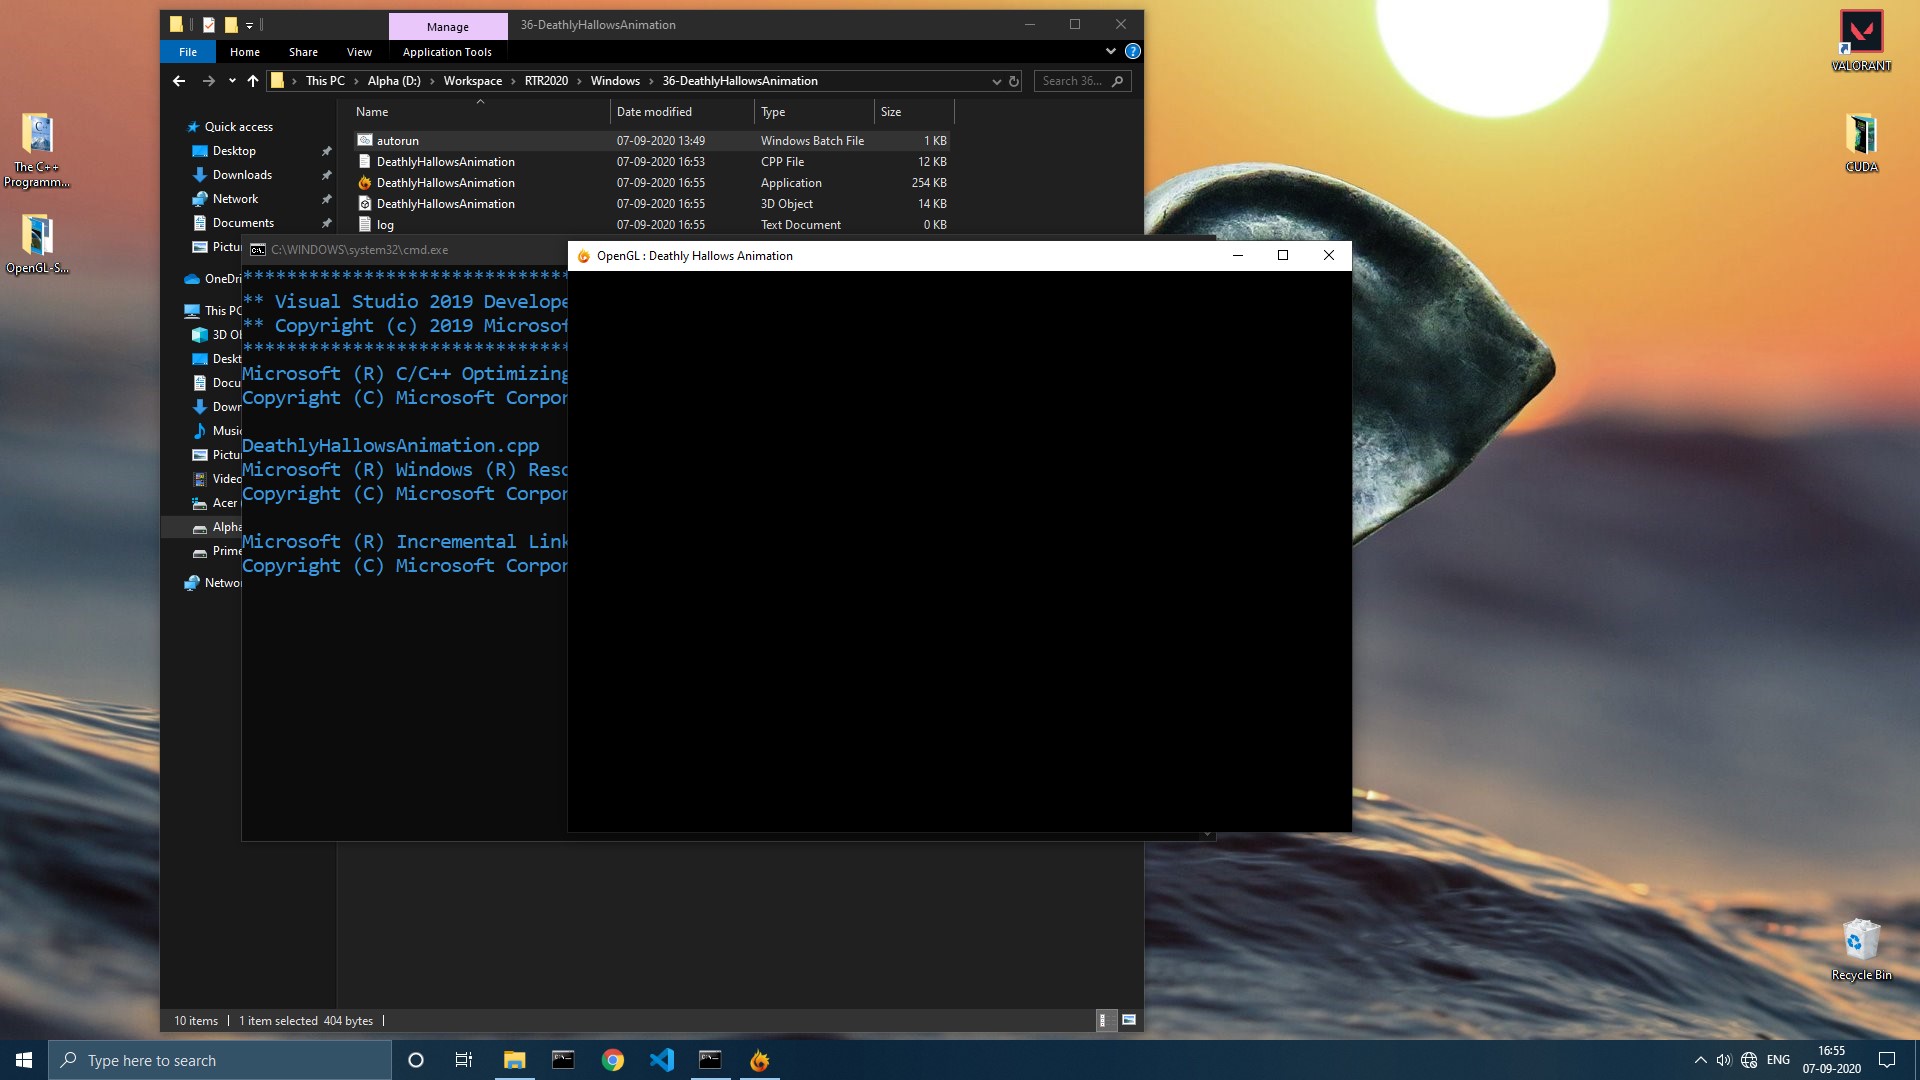 Manage
36-DeathlyHallowsAnimation
File
Home
Share
View
Application Tools
This PC
Alpha (D:)
Workspace
RTR2020
Windows
36-DeathlyHallowsAnimation
Search 36...
Name
Date modified
Type
Size
autorun 07-09-2020 13:49 Windows Batch File 1 KB
DeathlyHallowsAnimation 07-09-2020 16:53 CPP File 12 KB
DeathlyHallowsAnimation 07-09-2020 16:55 Application 254 KB
DeathlyHallowsAnimation 07-09-2020 16:55 3D Object 14 KB
log 07-09-2020 16:55 Text Document 0 KB
Quick access
Desktop
Downloads
Network
Documents
Pictu
OneDri
This PC
3D Ob
Deskt
Docu
Down
Music
Pictu
Video
Acer
Alpha
Prime
Netwo
C:\WINDOWS\system32\cmd.exe
******************************
** Visual Studio 2019 Develope
** Copyright (c) 2019 Microsof
******************************
Microsoft (R) C/C++ Optimizing
Copyright (C) Microsoft Corpor
DeathlyHallowsAnimation.cpp
Microsoft (R) Windows (R) Reso
Copyright (C) Microsoft Corpor
Microsoft (R) Incremental Link
Copyright (C) Microsoft Corpor
OpenGL : Deathly Hallows Animation
10 items
1 item selected 404 bytes
The C++
Programm...
OpenGL-S...
VALORANT
CUDA
Recycle Bin
Type here to search
ENG
16:55
07-09-2020